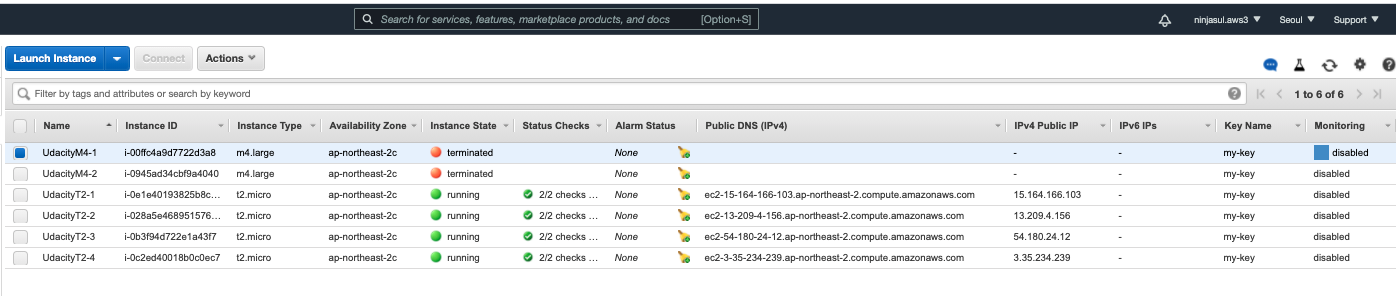 Search for services, features, marketplace products, and docs [Option+S] ninjasul.aws3 Seoul Support
Launch Instance Connect Actions
Filter by tags and attributes or search by keyword 1 to 6 of 6
Name Instance ID Instance Type Availability Zone Instance State Status Checks Alarm Status Public DNS (IPv4) IPv4 Public IP IPv6 IPs Key Name Monitoring
UdacityM4-1 i-00ffc4a9d7722d3a8 m4.large ap-northeast-2c terminated None - - my-key disabled
UdacityM4-2 i-0945ad34cbf9a4040 m4.large ap-northeast-2c terminated None - - my-key disabled
UdacityT2-1 i-0e1e40193825b8c... t2.micro ap-northeast-2c running 2/2 checks ... None ec2-15-164-166-103.ap-northeast-2.compute.amazonaws.com 15.164.166.103 - my-key disabled
UdacityT2-2 i-028a5e468951576... t2.micro ap-northeast-2c running 2/2 checks ... None ec2-13-209-4-156.ap-northeast-2.compute.amazonaws.com 13.209.4.156 - my-key disabled
UdacityT2-3 i-0b3f94d722e1a43f7 t2.micro ap-northeast-2c running 2/2 checks ... None ec2-54-180-24-12.ap-northeast-2.compute.amazonaws.com 54.180.24.12 - my-key disabled
UdacityT2-4 i-0c2ed40018b0c0ec7 t2.micro ap-northeast-2c running 2/2 checks ... None ec2-3-35-234-239.ap-northeast-2.compute.amazonaws.com 3.35.234.239 - my-key disabled